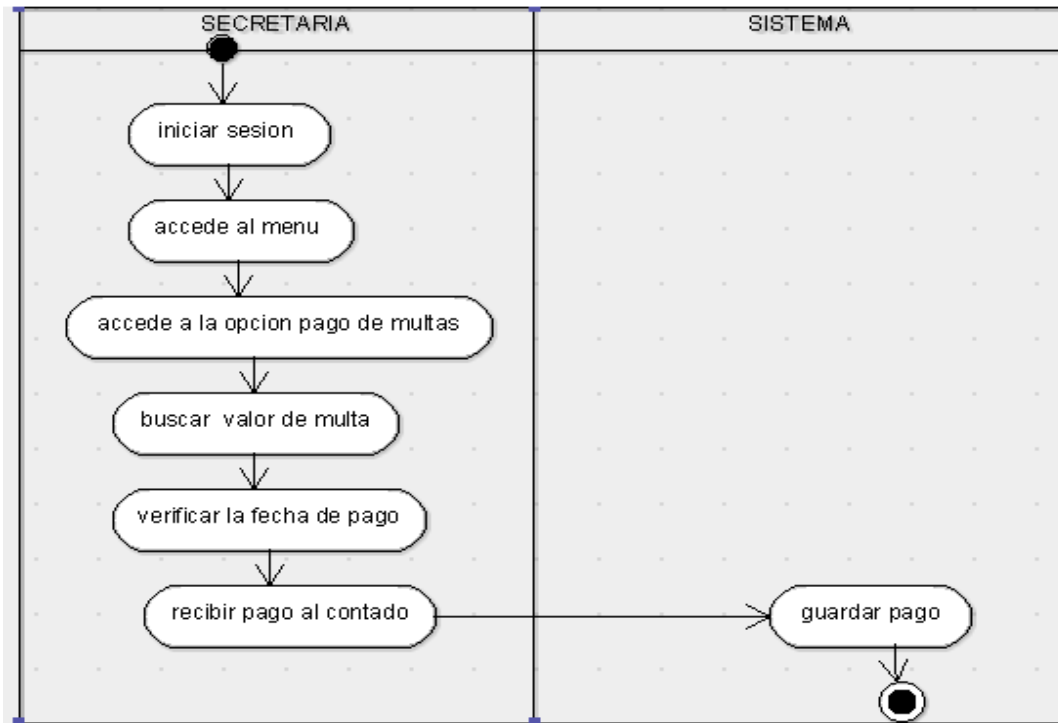 SECRETARIA
SISTEMA
iniciar sesion
accede al menu
accede a la opcion pago de multas
buscar valor de multa
verificar la fecha de pago
recibir pago al contado
guardar pago